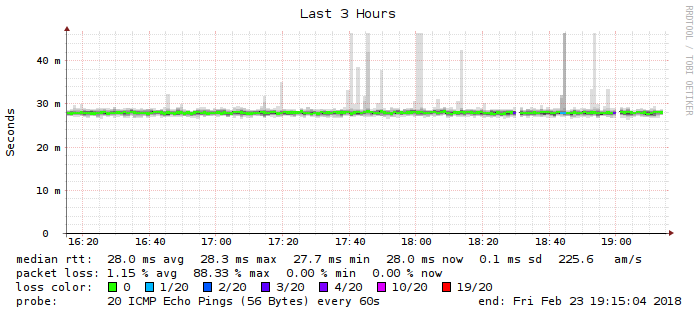 Last 3 Hours
RRDTOOL / TOBI OETIKER
Seconds
40 m
30 m
20 m
10 m
0
16:20 16:40 17:00 17:20 17:40 18:00 18:20 18:40 19:00
median rtt: 28.0 ms avg 28.3 ms max 27.7 ms min 28.0 ms now 0.1 ms sd 225.6 am/s
packet loss: 1.15 % avg 88.33 % max 0.00 % min 0.00 % now
loss color: 0 1/20 2/20 3/20 4/20 10/20 19/20
probe: 20 ICMP Echo Pings (56 Bytes) every 60s end: Fri Feb 23 19:15:04 2018